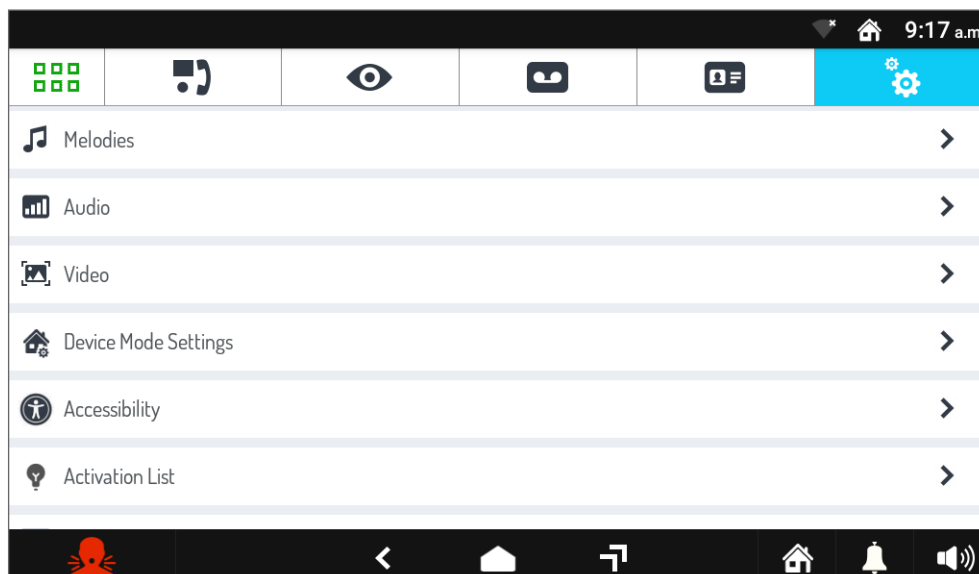 9:17 a.m
Melodies
Audio
Video
Device Mode Settings
Accessibility
Activation List